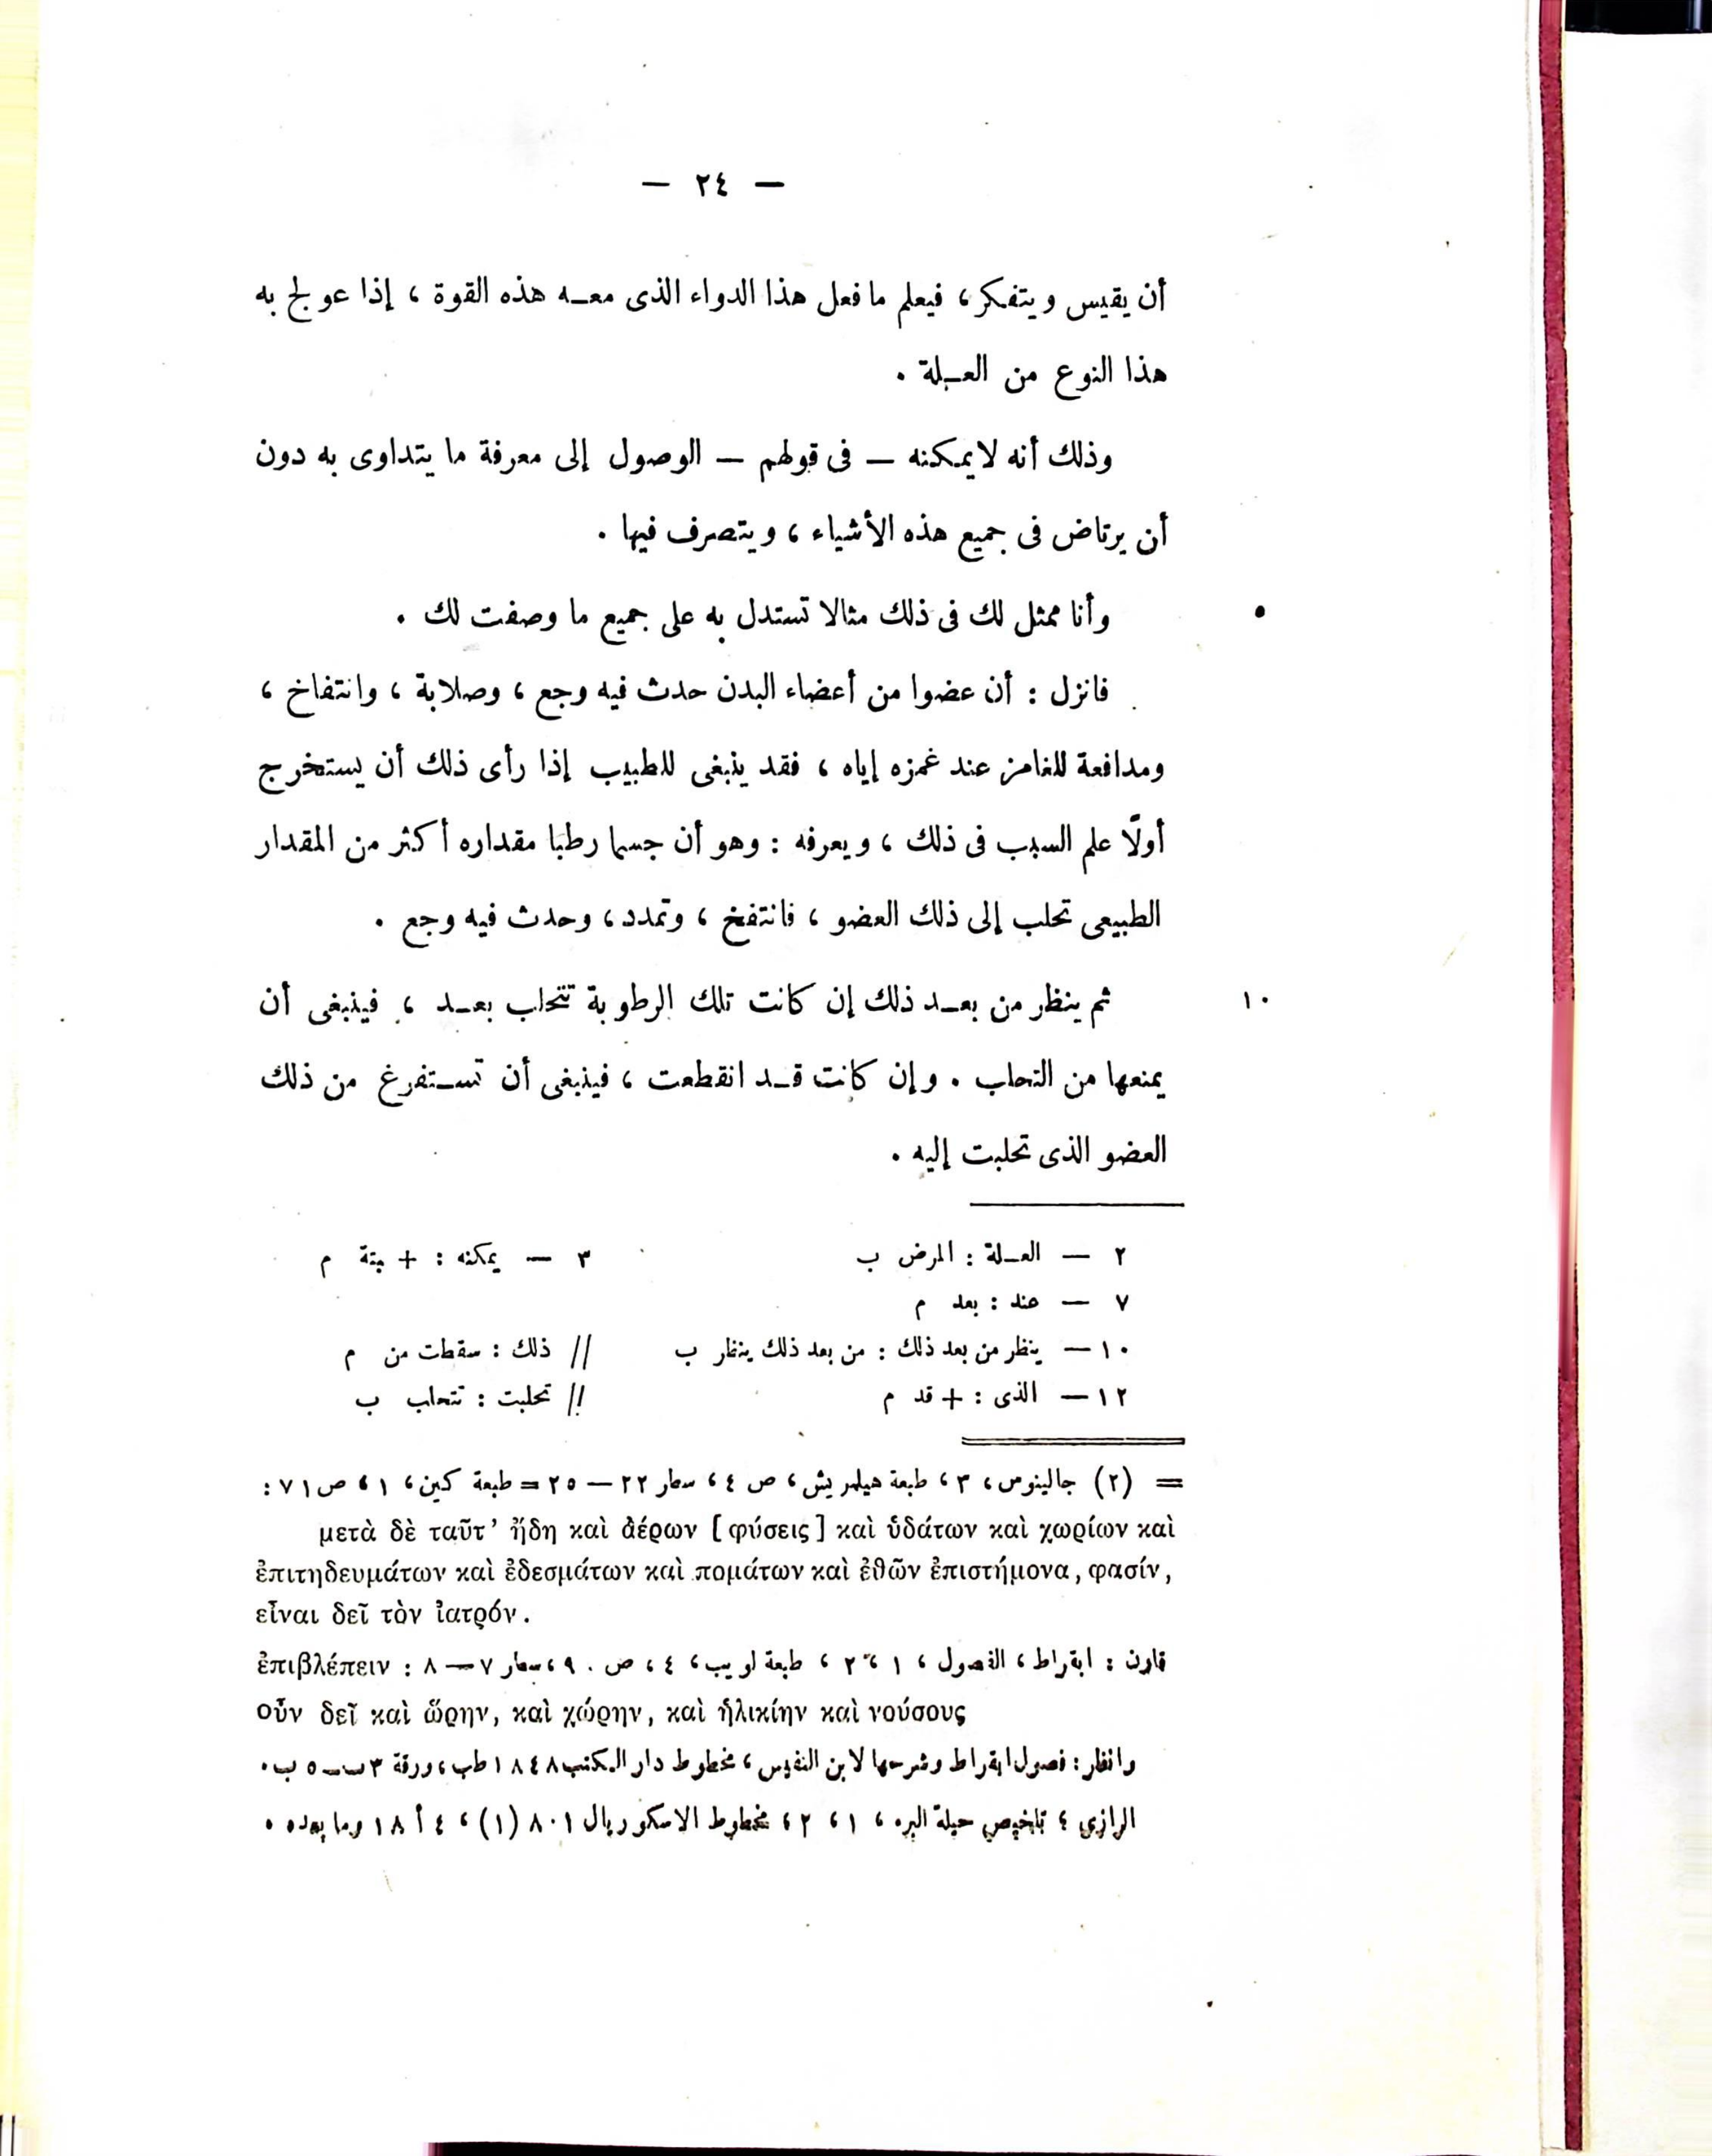 — ٢٤ —
أن يقيس ويتفكر، فيعلم ما فعل هذا الدواء الذى معه هذه القوة، إذا عولج به
هذا النوع من العلة .
وذلك أنه لا يمكنه — فى قولهم — الوصول إلى معرفة ما يتداوى به دون
أن يرتاض فى جميع هذه الأشياء، ويتصرف فيها .
٥ وأنا ممثل لك فى ذلك مثالا تستدل به على جميع ما وصفت لك .
فانزل : أن عضوا من أعضاء البدن حدث فيه وجع، وصلابة، وانتفاخ،
ومدافعة للغامز عند غمزه إياه، فقد ينبغى للطبيب إذا رأى ذلك أن يستخرج
أولًا علم السبب فى ذلك، ويعرفه : وهو أن جسما رطبا مقداره أكثر من المقدار
الطبيعى تحلب إلى ذلك العضو، فانتفخ، وتمدد، وحدث فيه وجع .
١٠ ثم ينظر من بعد ذلك إن كانت تلك الرطوبة تتحلب بعد، فينبغى أن
يمنعها من التحلب . وإن كانت قد انقطعت، فينبغى أن تستفرغ من ذلك
العضو الذى تحلبت إليه .
٢ — العلة : المرض ب ٣ — يمكنه : + بتة م
٧ — عند : بعد م
١٠ — ينظر من بعد ذلك : من بعد ذلك ينظر ب // ذلك : سقطت من م
١٢ — الذى : + قد م // تحلبت : تتحلب ب
= (٢) جالينوس، ٣، طبعة هيلمريش، ص ٤، سطر ٢٢ — ٢٥ = طبعة كين، ١، ص ٧١ :
μετὰ δὲ ταῦτ’ ἤδη καὶ ἀέρων [φύσεις] καὶ ὑδάτων καὶ χωρίων καὶ
ἐπιτηδευμάτων καὶ ἐδεσμάτων καὶ πομάτων καὶ ἐθῶν ἐπιστήμονα, φασίν,
εἶναι δεῖ τὸν ἰατρόν.
قارن : ابقراط، الفصول، ١، ٢، طبعة لويب، ٤، ص ٠ ٩، سطر ٧ — ٨ : ἐπιβλέπειν
οὖν δεῖ καὶ ὥρην, καὶ χώρην, καὶ ἡλικίην καὶ νούσους
وانظر : فصول ابقراط وشرحها لابن النفيس، مخطوط دار الكتب ١٨٤٨ طب، ورقة ٣ ب — ٥ ب .
الرازى ؛ تلخيص حيلة البرء، ١، ٢، مخطوط الاسكوريال ٨٠١ (١)، ٤ أ ١٨ وما بعده .